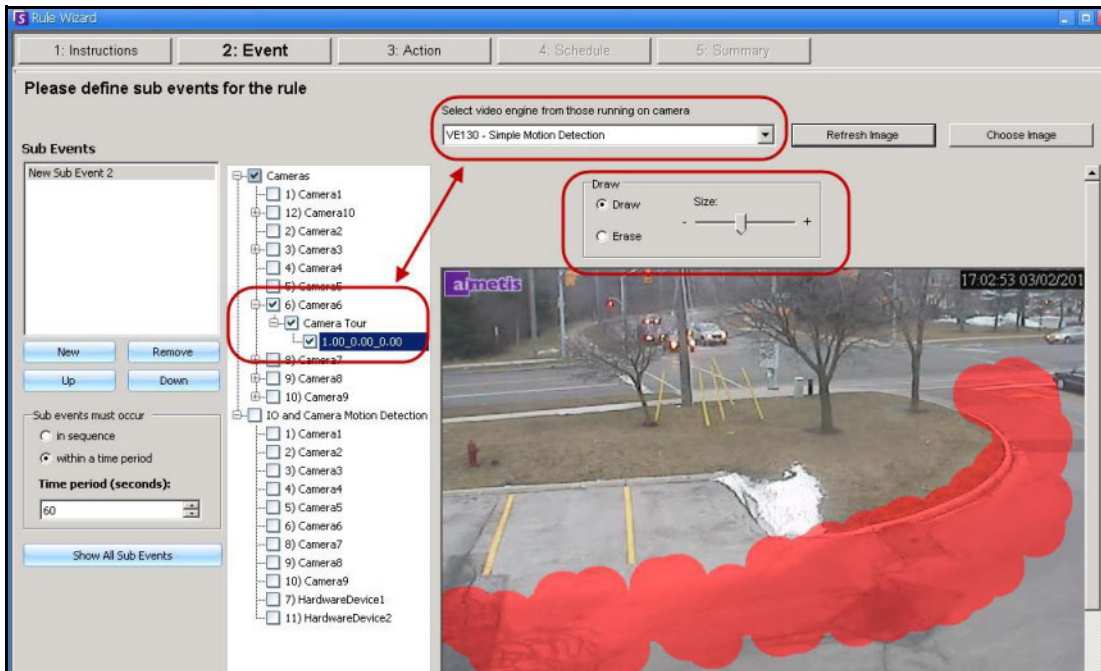 Rule Wizard
1: Instructions
2: Event
3: Action
4: Schedule
5: Summary
Please define sub events for the rule
Select video engine from those running on camera
VE130 - Simple Motion Detection
Refresh Image
Choose Image
Sub Events
New Sub Event 2
New
Remove
Up
Down
Sub events must occur
in sequence
within a time period
Time period (seconds):
60
Show All Sub Events
Cameras
1) Camera1
12) Camera10
2) Camera2
3) Camera3
4) Camera4
5) Camera5
6) Camera6
Camera Tour
1.00_0.00_0.00
8) Camera7
9) Camera8
10) Camera9
IO and Camera Motion Detection
1) Camera1
2) Camera2
3) Camera3
4) Camera4
5) Camera5
6) Camera6
8) Camera7
9) Camera8
10) Camera9
7) HardwareDevice1
11) HardwareDevice2
Draw
Draw
Erase
Size:
- +
aimetis
17:02:53 03/02/201